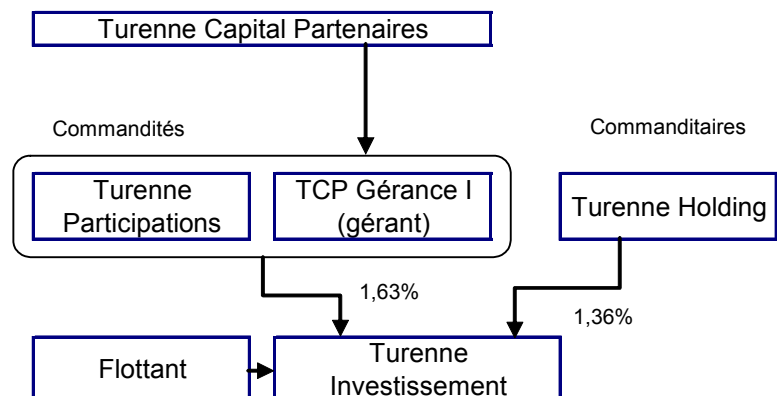 Turenne Capital Partenaires
Commandités
Commanditaires
Turenne
Participations
TCP Gérance I
(gérant)
Turenne Holding
1,63%
1,36%
Flottant
Turenne
Investissement